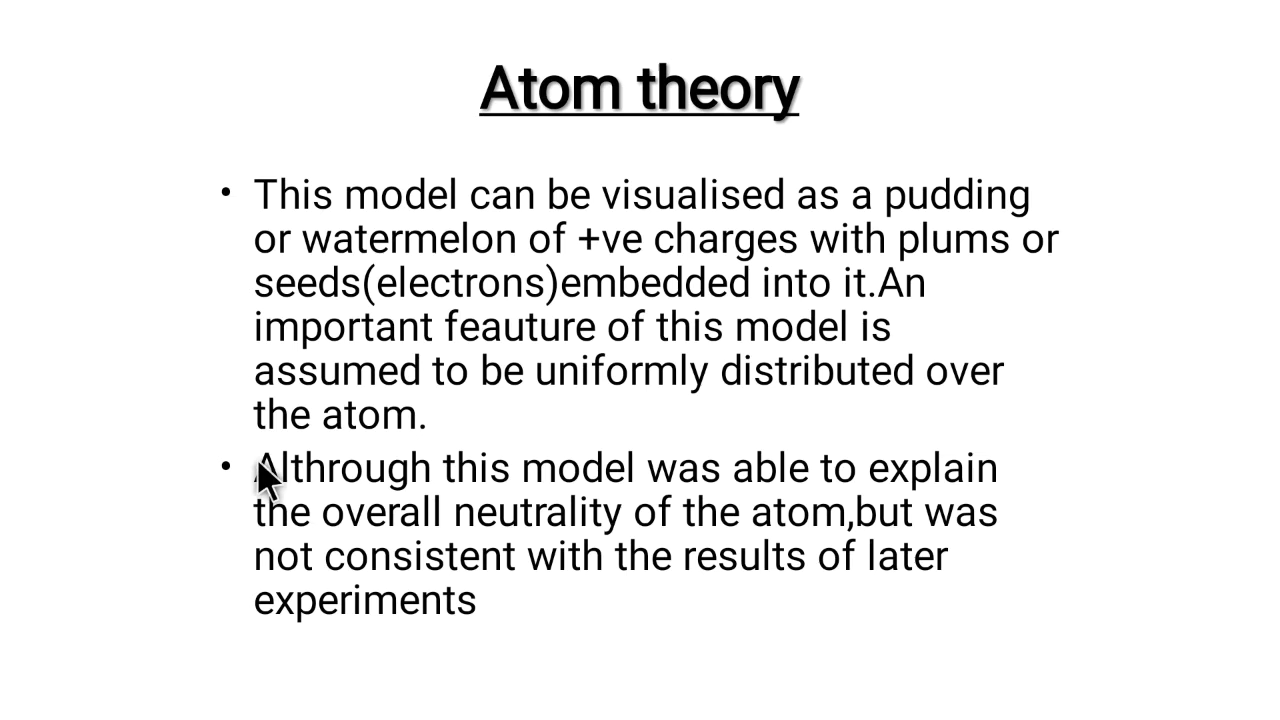 Atom theory
• This model can be visualised as a pudding
or watermelon of +ve charges with plums or
seeds(electrons)embedded into it.An
important feauture of this model is
assumed to be uniformly distributed over
the atom.
• Althrough this model was able to explain
the overall neutrality of the atom,but was
not consistent with the results of later
experiments